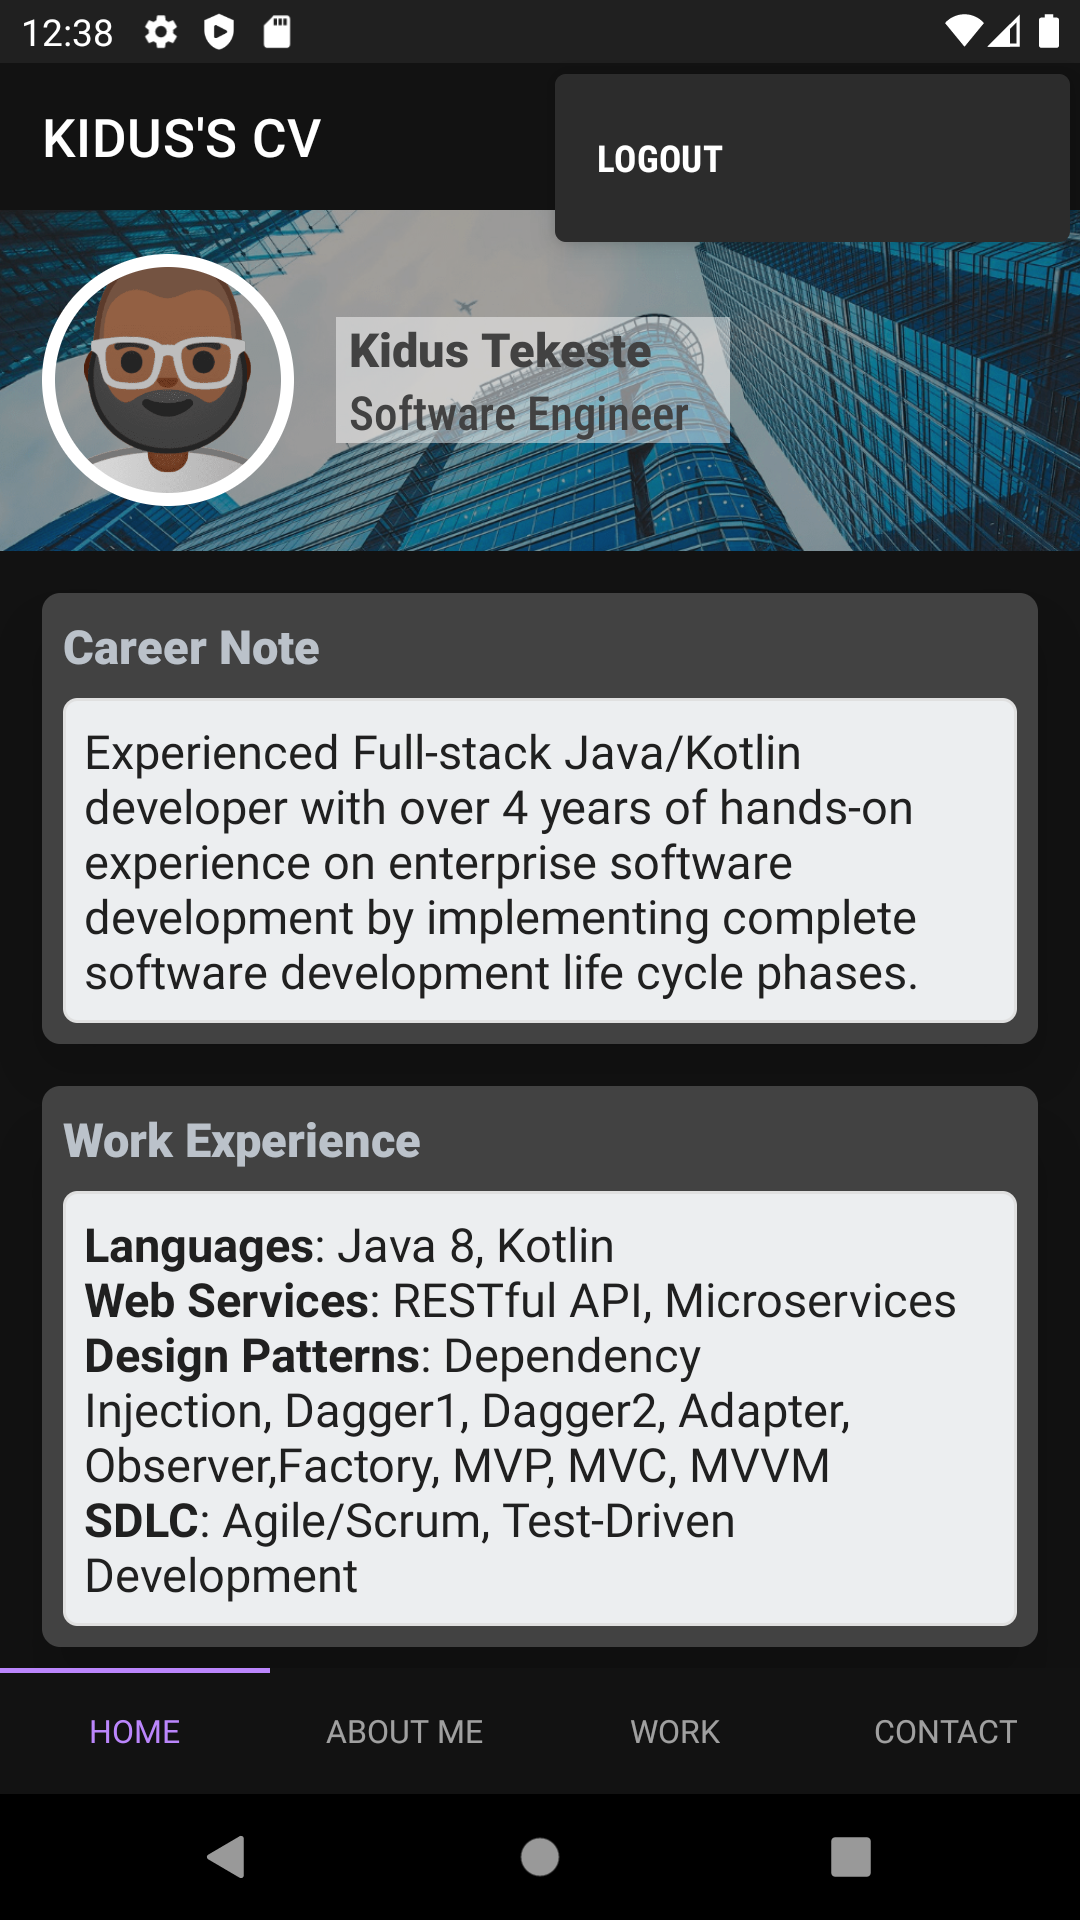 12:38
KIDUS'S CV
LOGOUT
Kidus Tekeste
Software Engineer
Career Note
Experienced Full-stack Java/Kotlin
developer with over 4 years of hands-on
experience on enterprise software
development by implementing complete
software development life cycle phases.
Work Experience
Languages: Java 8, Kotlin
Web Services: RESTful API, Microservices
Design Patterns: Dependency
Injection, Dagger1, Dagger2, Adapter,
Observer,Factory, MVP, MVC, MVVM
SDLC: Agile/Scrum, Test-Driven
Development
HOME ABOUT ME WORK CONTACT